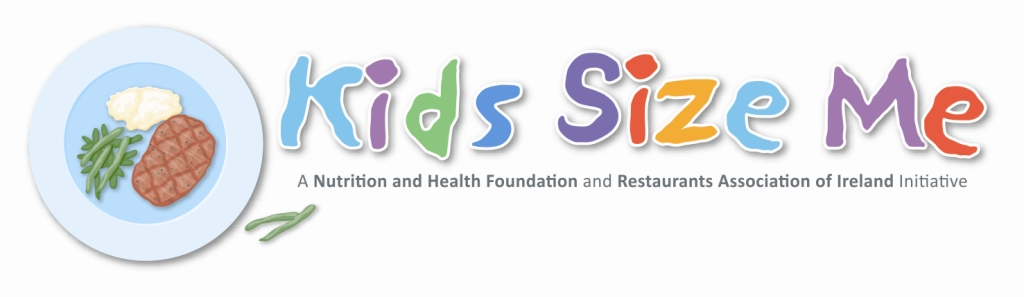 Kids Size Me
A Nutrition and Health Foundation and Restaurants Association of Ireland Initiative